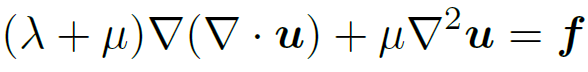 (λ + μ)∇(∇ · u) + μ∇²u = f